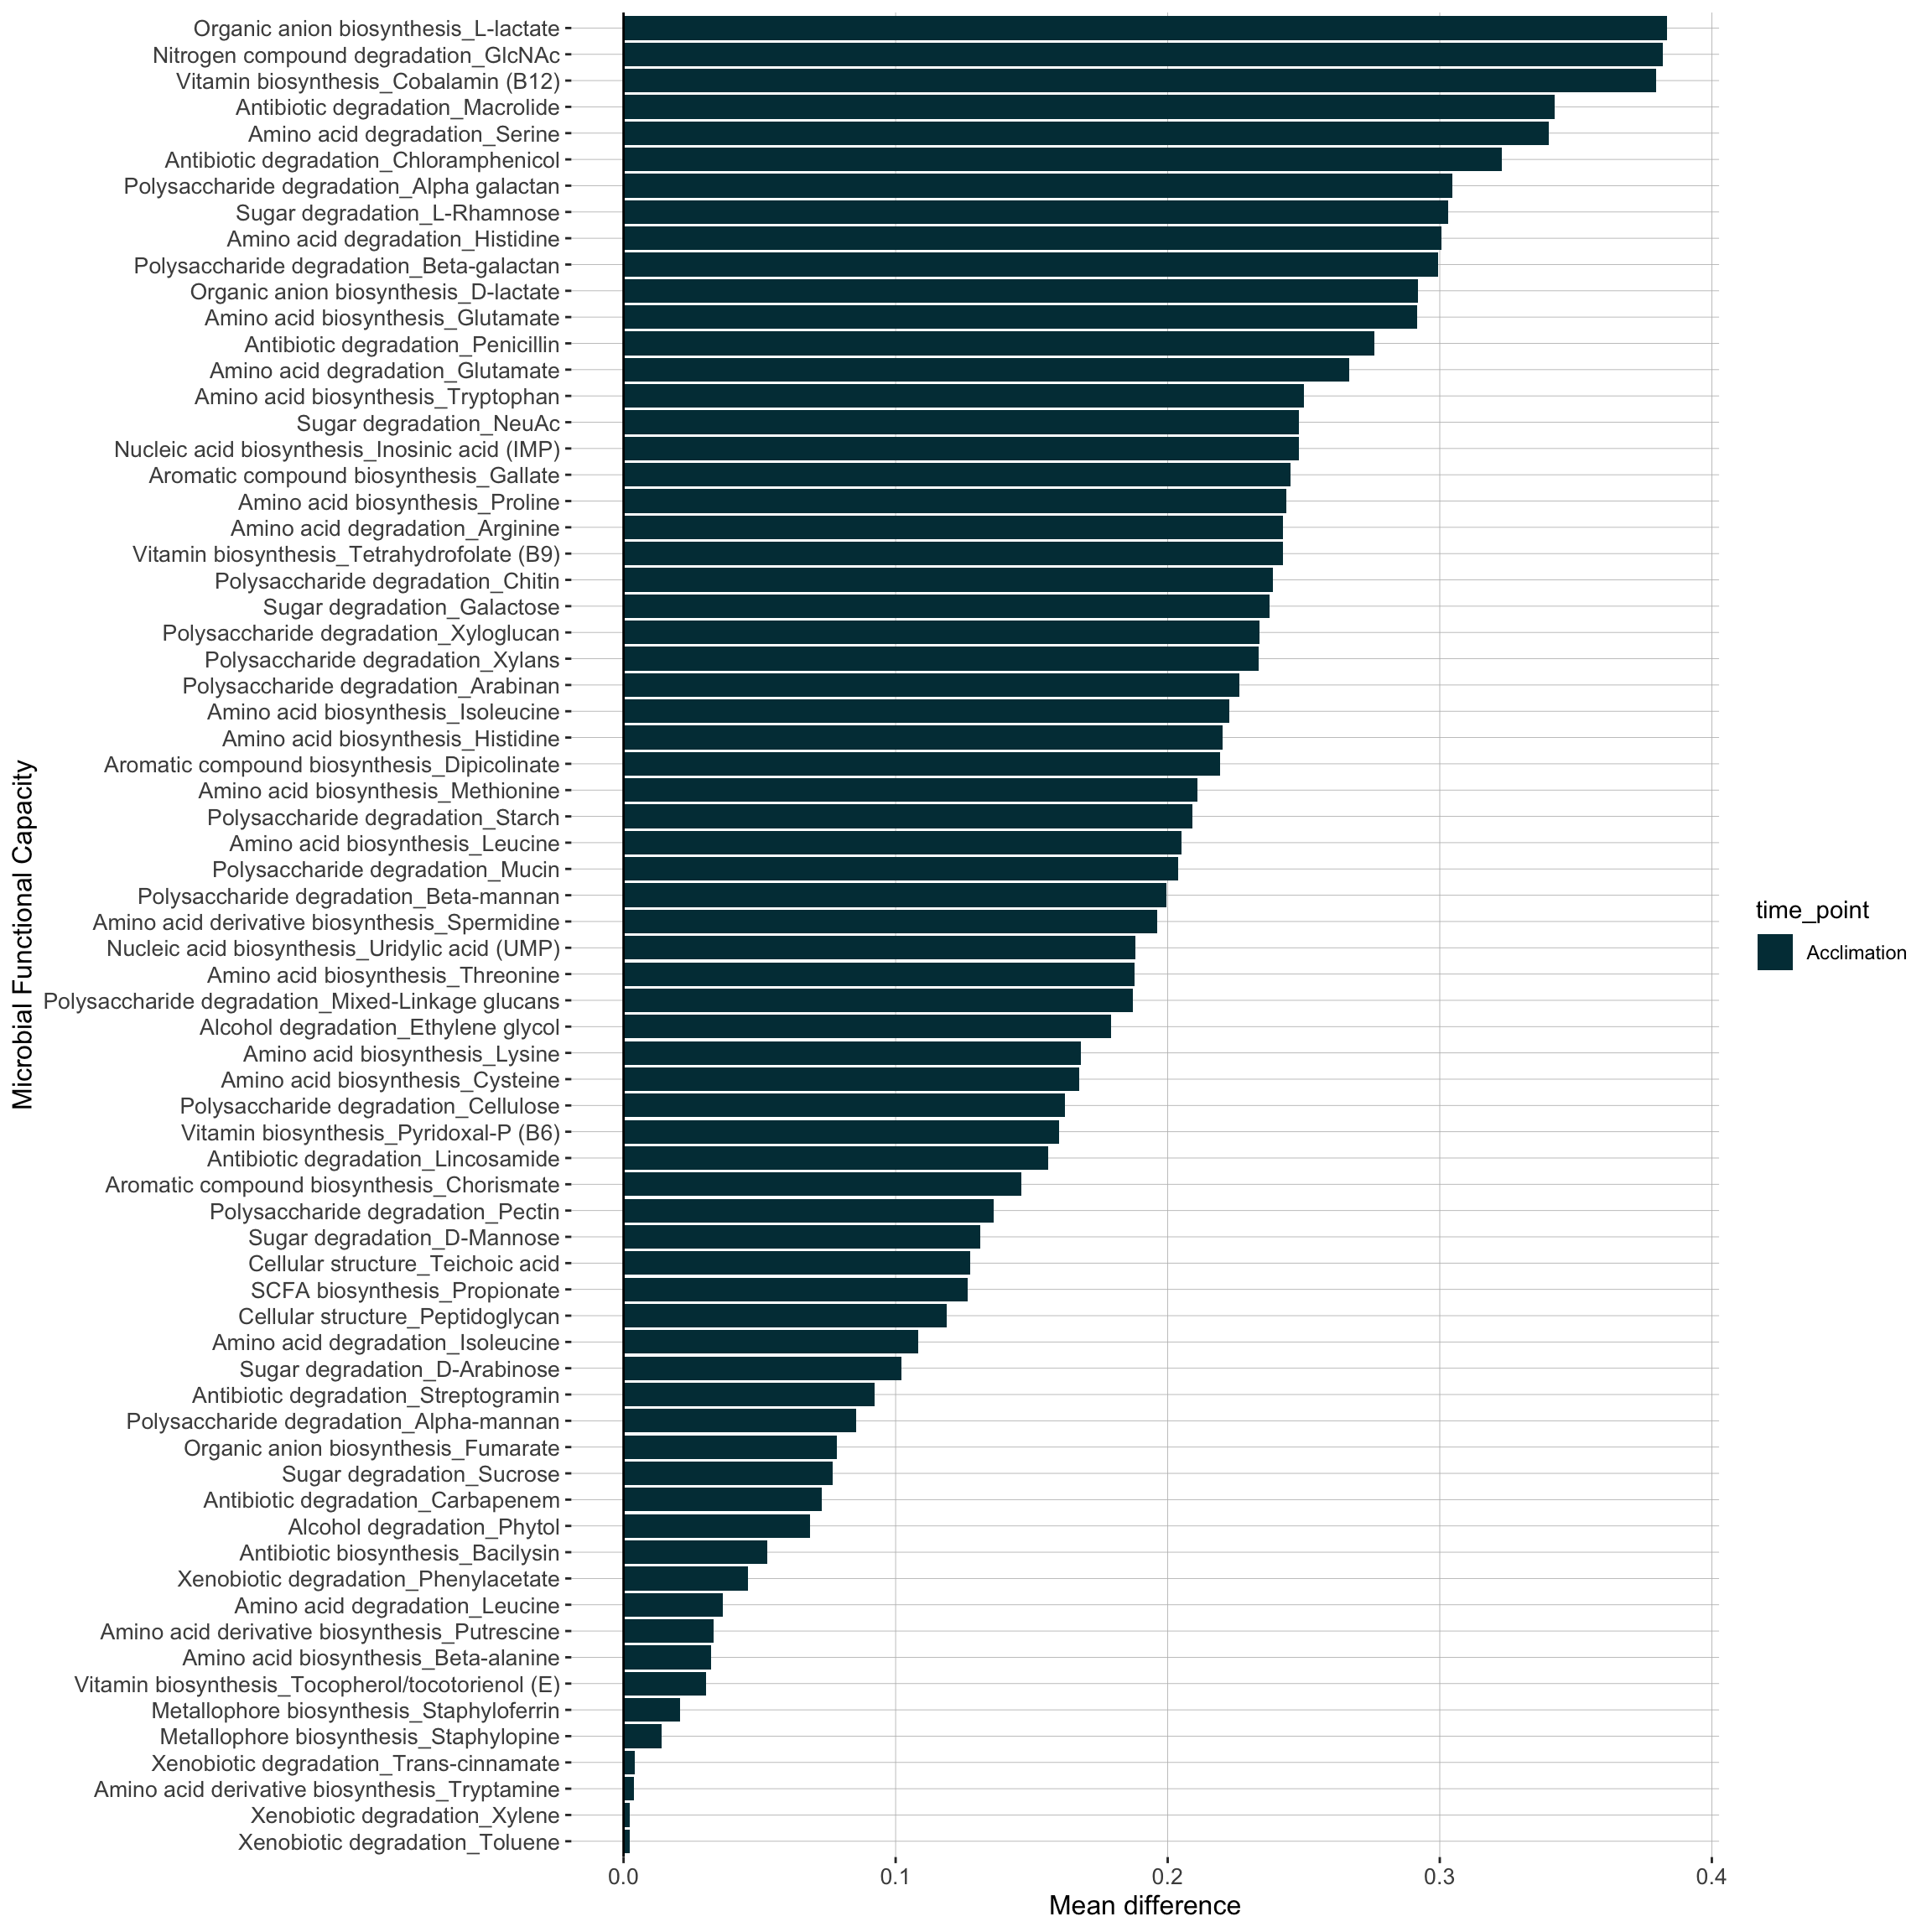 Organic anion biosynthesis_L-lactate
Nitrogen compound degradation_GlcNAc
Vitamin biosynthesis_Cobalamin (B12)
Antibiotic degradation_Macrolide
Amino acid degradation_Serine
Antibiotic degradation_Chloramphenicol
Polysaccharide degradation_Alpha galactan
Sugar degradation_L-Rhamnose
Amino acid degradation_Histidine
Polysaccharide degradation_Beta-galactan
Organic anion biosynthesis_D-lactate
Amino acid biosynthesis_Glutamate
Antibiotic degradation_Penicillin
Amino acid degradation_Glutamate
Amino acid biosynthesis_Tryptophan
Sugar degradation_NeuAc
Nucleic acid biosynthesis_Inosinic acid (IMP)
Aromatic compound biosynthesis_Gallate
Amino acid biosynthesis_Proline
Amino acid degradation_Arginine
Vitamin biosynthesis_Tetrahydrofolate (B9)
Polysaccharide degradation_Chitin
Sugar degradation_Galactose
Polysaccharide degradation_Xyloglucan
Polysaccharide degradation_Xylans
Polysaccharide degradation_Arabinan
Amino acid biosynthesis_Isoleucine
Amino acid biosynthesis_Histidine
Aromatic compound biosynthesis_Dipicolinate
Amino acid biosynthesis_Methionine
Polysaccharide degradation_Starch
Amino acid biosynthesis_Leucine
Polysaccharide degradation_Mucin
Polysaccharide degradation_Beta-mannan
Amino acid derivative biosynthesis_Spermidine
Nucleic acid biosynthesis_Uridylic acid (UMP)
Amino acid biosynthesis_Threonine
Polysaccharide degradation_Mixed-Linkage glucans
Alcohol degradation_Ethylene glycol
Amino acid biosynthesis_Lysine
Amino acid biosynthesis_Cysteine
Polysaccharide degradation_Cellulose
Vitamin biosynthesis_Pyridoxal-P (B6)
Antibiotic degradation_Lincosamide
Aromatic compound biosynthesis_Chorismate
Polysaccharide degradation_Pectin
Sugar degradation_D-Mannose
Cellular structure_Teichoic acid
SCFA biosynthesis_Propionate
Cellular structure_Peptidoglycan
Amino acid degradation_Isoleucine
Sugar degradation_D-Arabinose
Antibiotic degradation_Streptogramin
Polysaccharide degradation_Alpha-mannan
Organic anion biosynthesis_Fumarate
Sugar degradation_Sucrose
Antibiotic degradation_Carbapenem
Alcohol degradation_Phytol
Antibiotic biosynthesis_Bacilysin
Xenobiotic degradation_Phenylacetate
Amino acid degradation_Leucine
Amino acid derivative biosynthesis_Putrescine
Amino acid biosynthesis_Beta-alanine
Vitamin biosynthesis_Tocopherol/tocotorienol (E)
Metallophore biosynthesis_Staphyloferrin
Metallophore biosynthesis_Staphylopine
Xenobiotic degradation_Trans-cinnamate
Amino acid derivative biosynthesis_Tryptamine
Xenobiotic degradation_Xylene
Xenobiotic degradation_Toluene
0.0 0.1 0.2 0.3 0.4
Mean difference
Microbial Functional Capacity
time_point
Acclimation